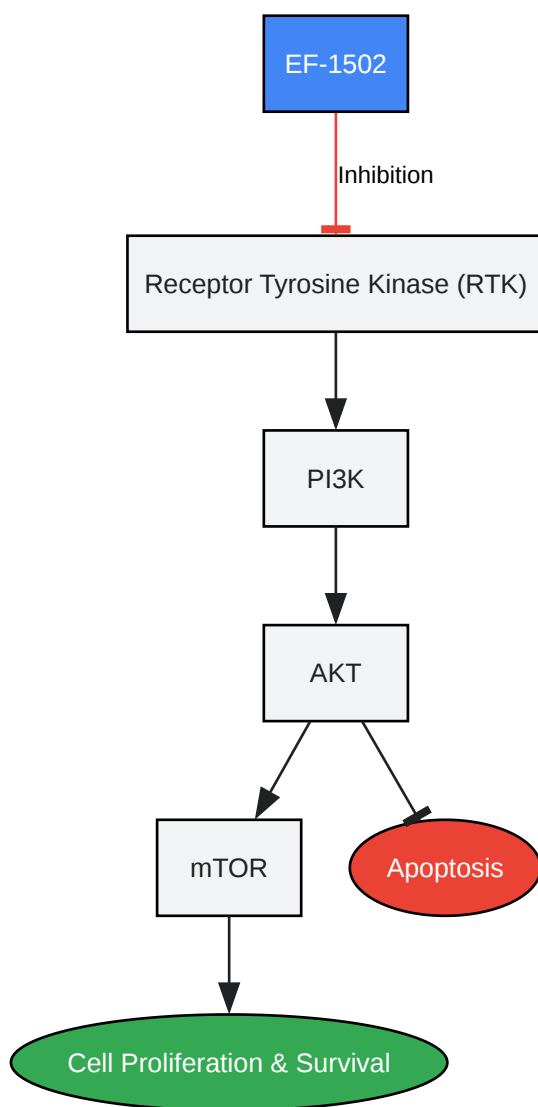 EF-1502
Inhibition
Receptor Tyrosine Kinase (RTK)
PI3K
AKT
mTOR
Apoptosis
Cell Proliferation & Survival